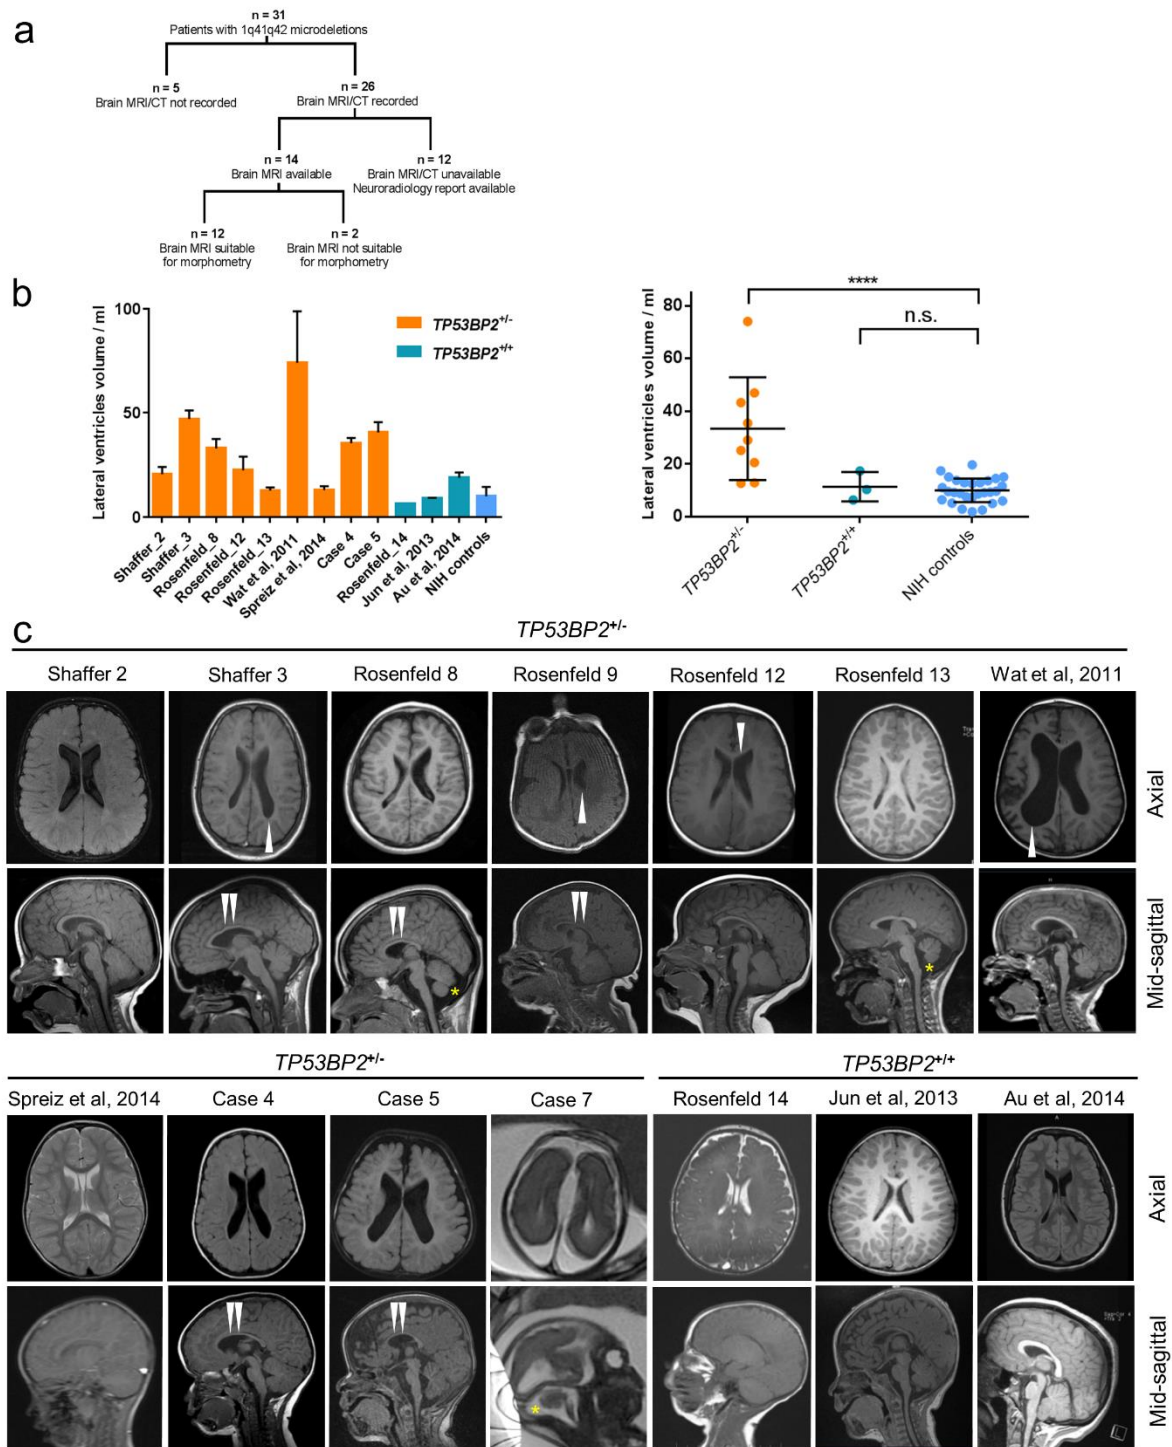 a
n = 31
Patients with 1q41q42 microdeletions
n = 5
Brain MRI/CT not recorded
n = 26
Brain MRI/CT recorded
n = 14
Brain MRI available
n = 12
Brain MRI/CT unavailable
Neuroradiology report available
n = 12
Brain MRI suitable
for morphometry
n = 2
Brain MRI not suitable
for morphometry
b
Lateral ventricles volume / ml
100
50
0
TP53BP2+/-
TP53BP2+/+
Shaffer_2
Shaffer_3
Rosenfeld_8
Rosenfeld_12
Rosenfeld_13
Wat et al, 2011
Spreiz et al, 2014
Case 4
Case 5
Rosenfeld_14
Jun et al, 2013
Au et al, 2014
NIH controls
Lateral ventricles volume / ml
80
60
40
20
0
****
n.s.
TP53BP2+/-
TP53BP2+/+
NIH controls
c
TP53BP2+/-
Shaffer 2
Shaffer 3
Rosenfeld 8
Rosenfeld 9
Rosenfeld 12
Rosenfeld 13
Wat et al, 2011
Axial
*
*
Mid-sagittal
TP53BP2+/-
TP53BP2+/+
Spreiz et al, 2014
Case 4
Case 5
Case 7
Rosenfeld 14
Jun et al, 2013
Au et al, 2014
Axial
*
L
Mid-sagittal